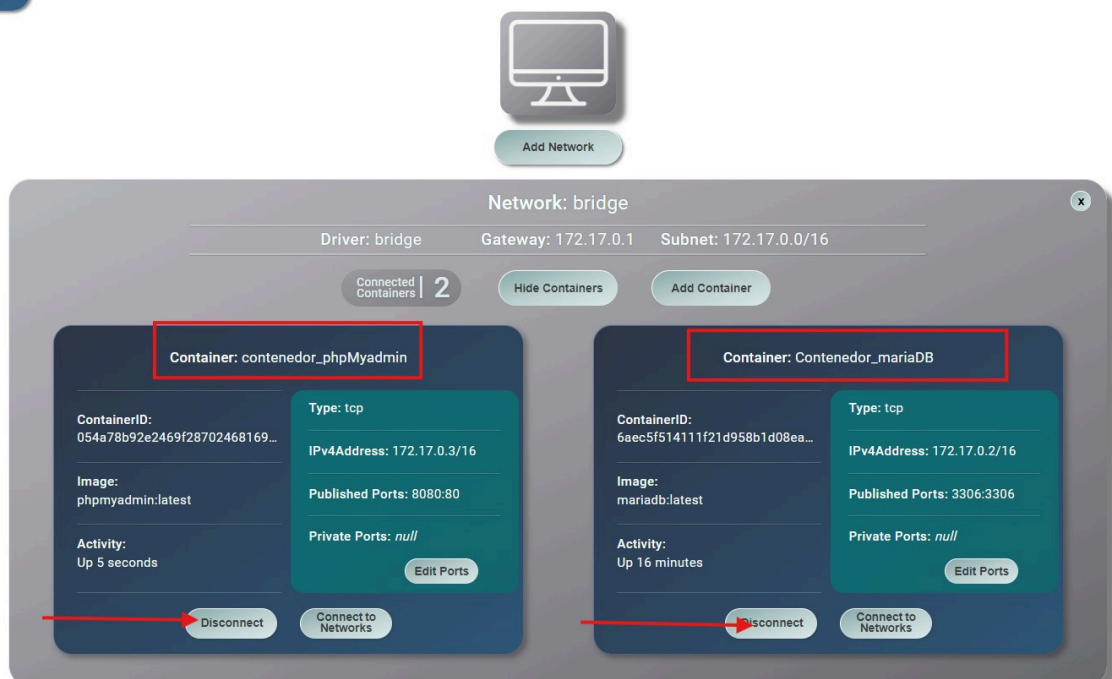 Add Network
Network: bridge
x
Driver: bridge Gateway: 172.17.0.1 Subnet: 172.17.0.0/16
Connected
Containers 2
Hide Containers
Add Container
Container: contenedor_phpMyadmin
ContainerID:
054a78b92e2469f28702468169...
Image:
phpmyadmin:latest
Activity:
Up 5 seconds
Type: tcp
IPv4Address: 172.17.0.3/16
Published Ports: 8080:80
Private Ports: null
Edit Ports
Disconnect
Connect to
Networks
Container: Contenedor_mariaDB
ContainerID:
6aec5f514111f21d958b1d08ea...
Image:
mariadb:latest
Activity:
Up 16 minutes
Type: tcp
IPv4Address: 172.17.0.2/16
Published Ports: 3306:3306
Private Ports: null
Edit Ports
Disconnect
Connect to
Networks